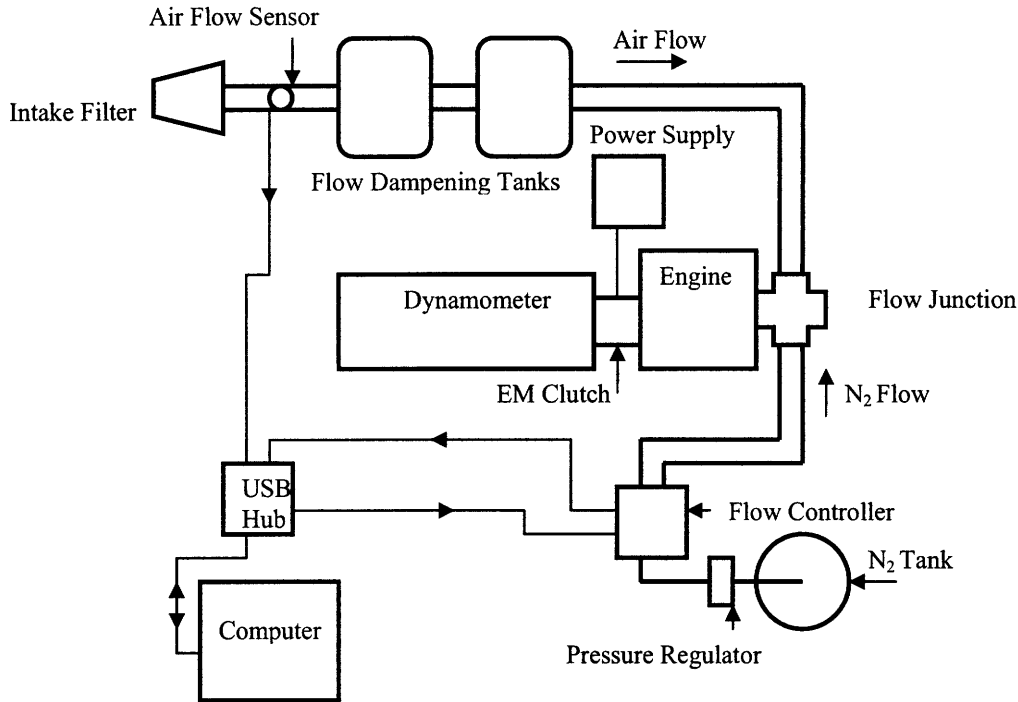 Air Flow Sensor
Air Flow
Intake Filter
Power Supply
Flow Dampening Tanks
Engine
Dynamometer
Flow Junction
EM Clutch
N₂ Flow
USB
Hub
Flow Controller
N₂ Tank
Computer
Pressure Regulator